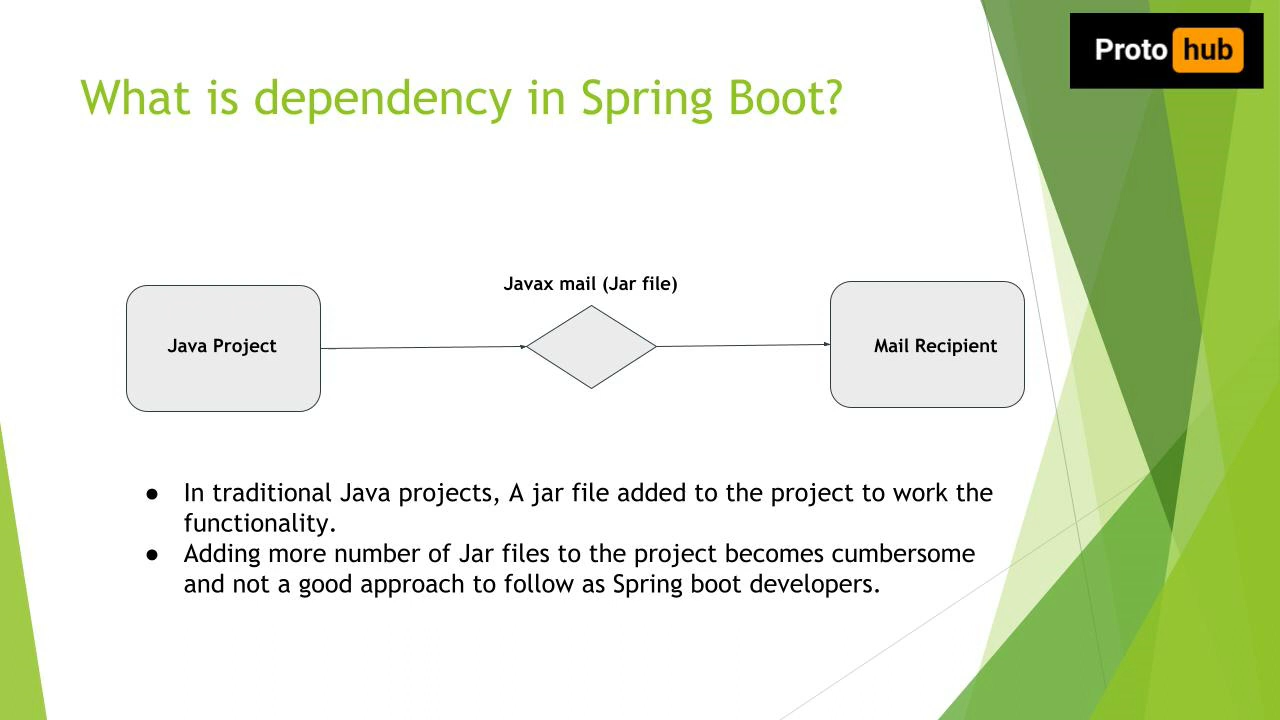 Proto hub
What is dependency in Spring Boot?
Javax mail (Jar file)
Java Project
Mail Recipient
● In traditional Java projects, A jar file added to the project to work the
functionality.
● Adding more number of Jar files to the project becomes cumbersome
and not a good approach to follow as Spring boot developers.